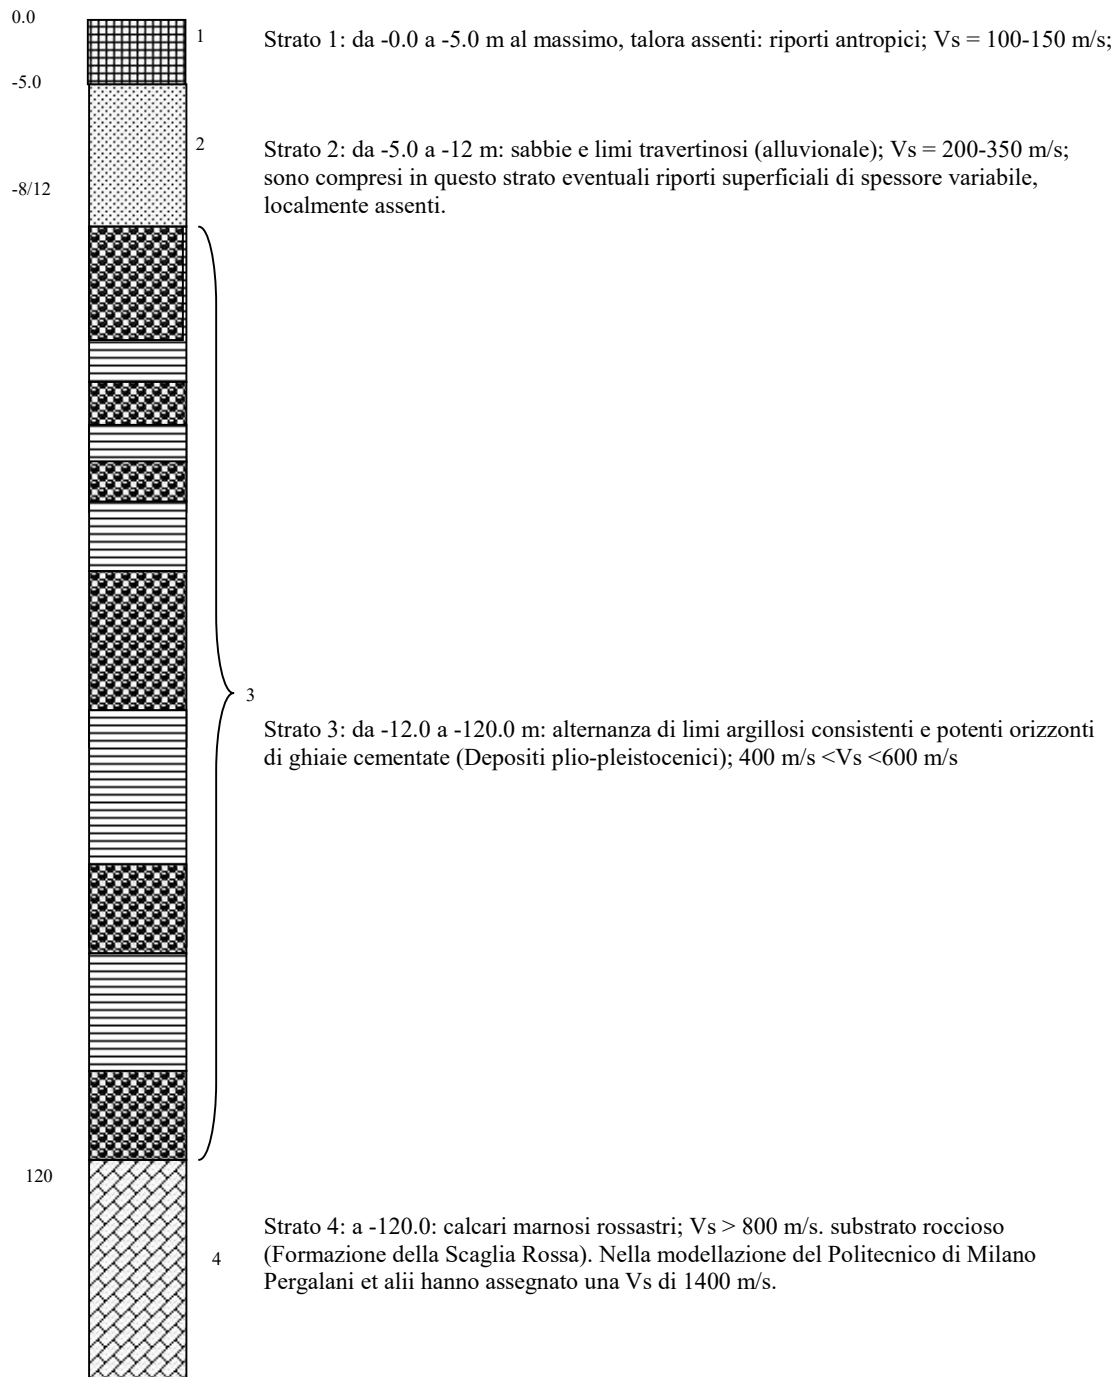 0.0
1
Strato 1: da -0.0 a -5.0 m al massimo, talora assenti: riporti antropici; Vs = 100-150 m/s;
-5.0
2
Strato 2: da -5.0 a -12 m: sabbie e limi travertinosi (alluvionale); Vs = 200-350 m/s;
sono compresi in questo strato eventuali riporti superficiali di spessore variabile,
localmente assenti.
-8/12
3
Strato 3: da -12.0 a -120.0 m: alternanza di limi argillosi consistenti e potenti orizzonti
di ghiaie cementate (Depositi plio-pleistocenici); 400 m/s <Vs <600 m/s
120
4
Strato 4: a -120.0: calcari marnosi rossastri; Vs > 800 m/s. substrato roccioso
(Formazione della Scaglia Rossa). Nella modellazione del Politecnico di Milano
Pergalani et alii hanno assegnato una Vs di 1400 m/s.